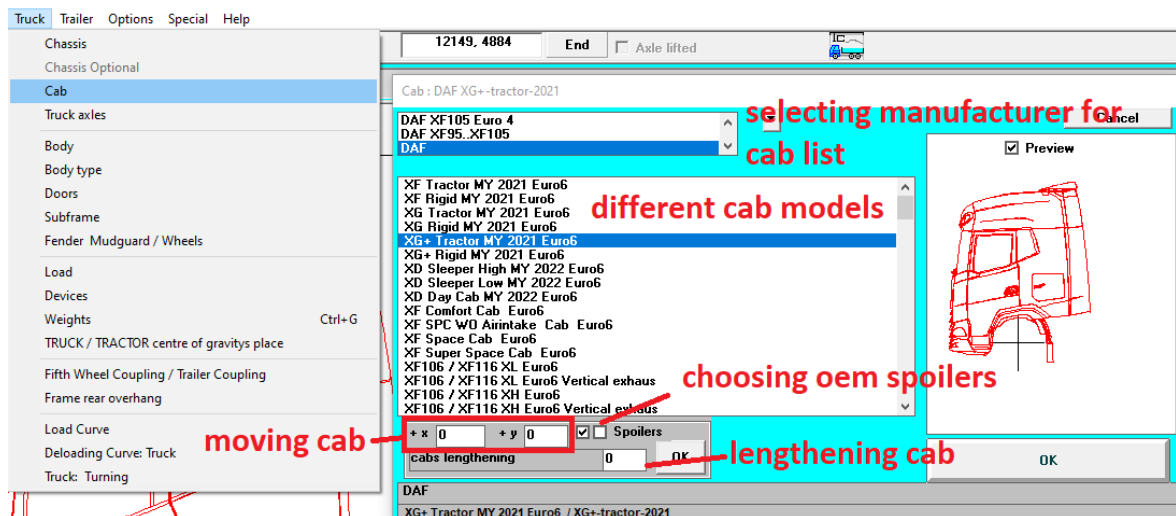 Truck Trailer Options Special Help
Chassis
Chassis Optional
Cab
Truck axles
Body
Body type
Doors
Subframe
Fender Mudguard / Wheels
Load
Devices
Weights Ctrl+G
TRUCK / TRACTOR centre of gravitys place
Fifth Wheel Coupling / Trailer Coupling
Frame rear overhang
Load Curve
Deloading Curve: Truck
Truck: Turning
12149, 4884 End Axle lifted
Cab : DAF XG+-tractor-2021
DAF XF105 Euro 4
DAF XF95..XF105
DAF
selecting manufacturer for
cab list
Cancel
Preview
XF Tractor MY 2021 Euro6
XF Rigid MY 2021 Euro6
XG Tractor MY 2021 Euro6
XG Rigid MY 2021 Euro6
XG+ Tractor MY 2021 Euro6
XG+ Rigid MY 2021 Euro6
XD Sleeper High MY 2022 Euro6
XD Sleeper Low MY 2022 Euro6
XD Day Cab MY 2022 Euro6
XF Comfort Cab Euro6
XF SPC WO Airintake Cab Euro6
XF Space Cab Euro6
XF Super Space Cab Euro6
XF106 / XF116 XL Euro6
XF106 / XF116 XL Euro6 Vertical exhaus
XF106 / XF116 XH Euro6
XF106 / XF116 XH Euro6 Vertical exhaus
different cab models
choosing oem spoilers
moving cab
+ x 0 + y 0 Spoilers
cabs lengthening 0 OK
lengthening cab
OK
DAF
XG+ Tractor MY 2021 Euro6 / XG+-tractor-2021